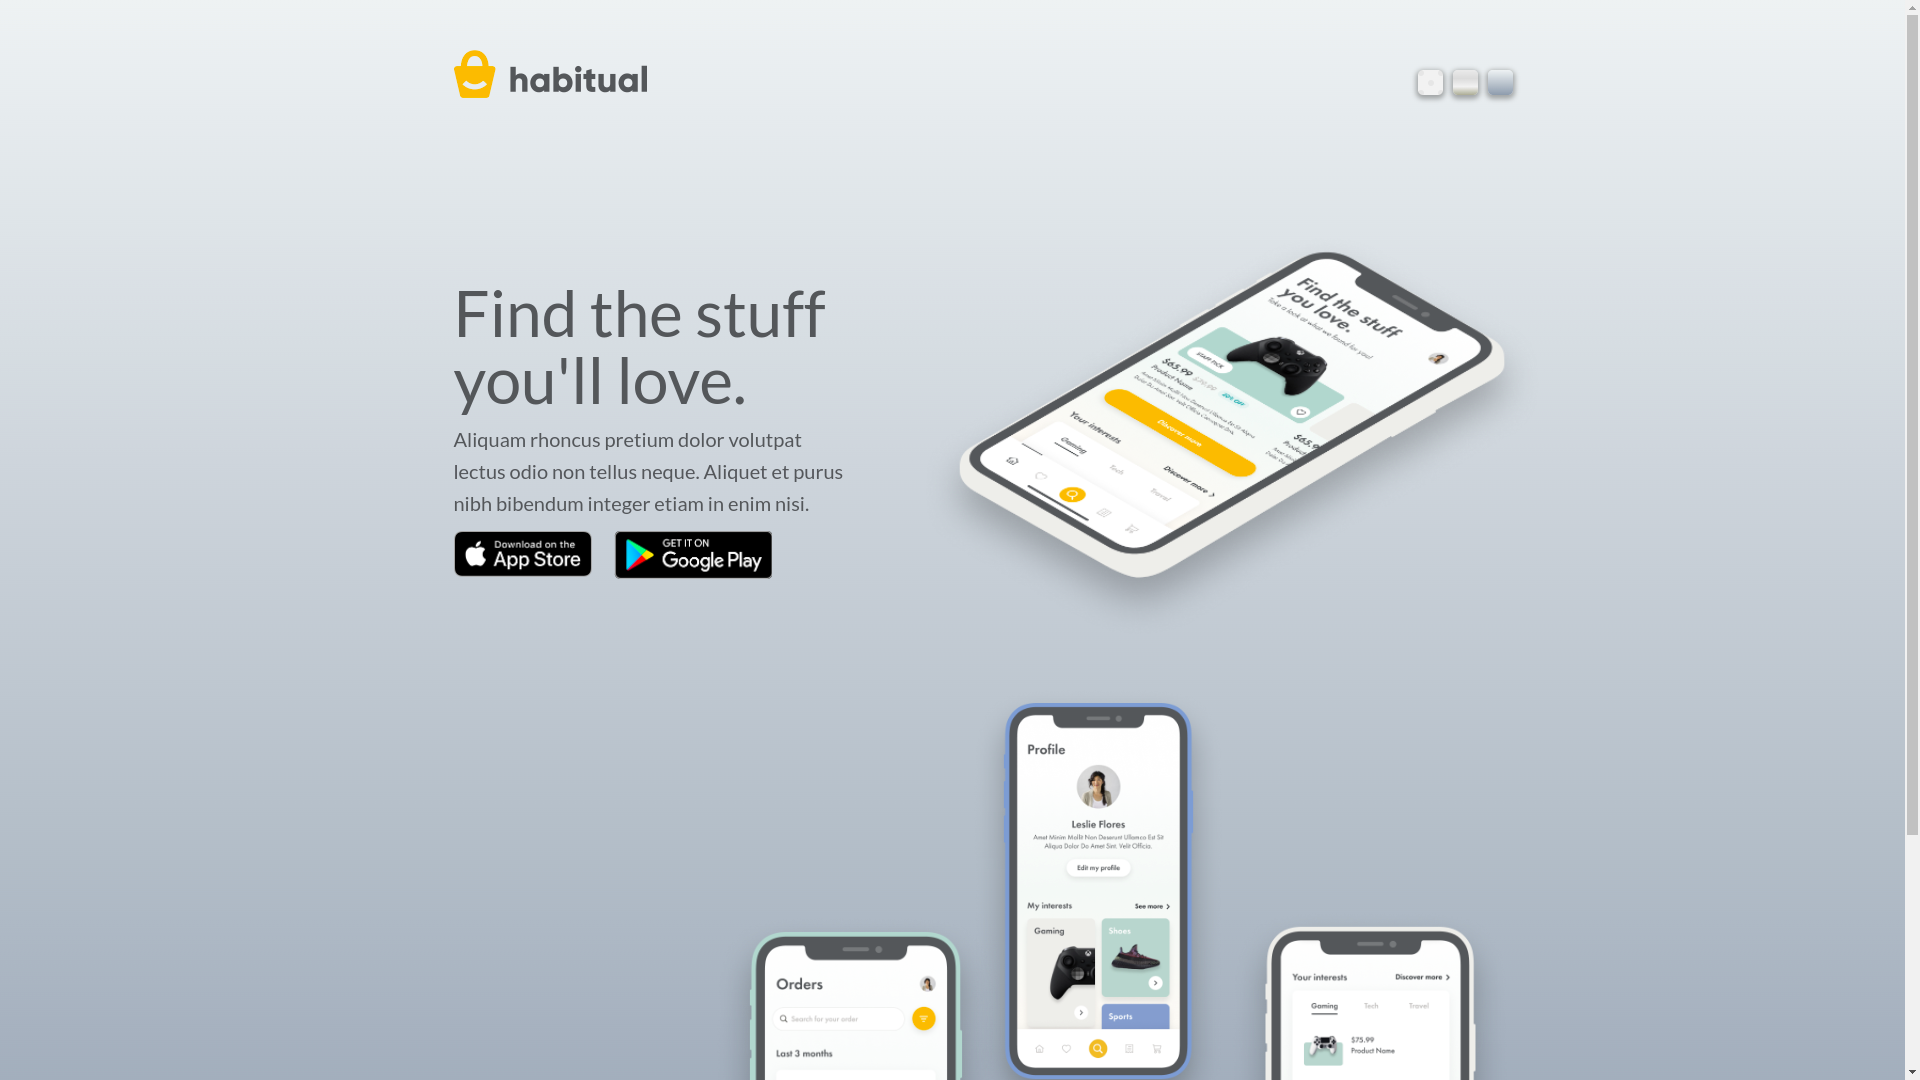 habitual
Find the stuff
you'll love.
Aliquam rhoncus pretium dolor volutpat
lectus odio non tellus neque. Aliquet et purus
nibh bibendum integer etiam in enim nisi.
Download on the
App Store
GET IT ON
Google Play
Find the stuff
you love.
Take a look at what we found for you!
STAFF PICK
$65.99
Product Name
Discover more
Your interests
Gaming
Tech
Travel
Discover more
Profile
Leslie Flores
Amet Minim Mollit Non Deserunt Ullamco Est Sit
Aliqua Dolor Do Amet Sint. Velit Officia.
Edit my profile
My interests
See more
Gaming
Shoes
Sports
Orders
Search for your order
Last 3 months
Your interests
Discover more
Gaming
Tech
Travel
$75.99
Product Name